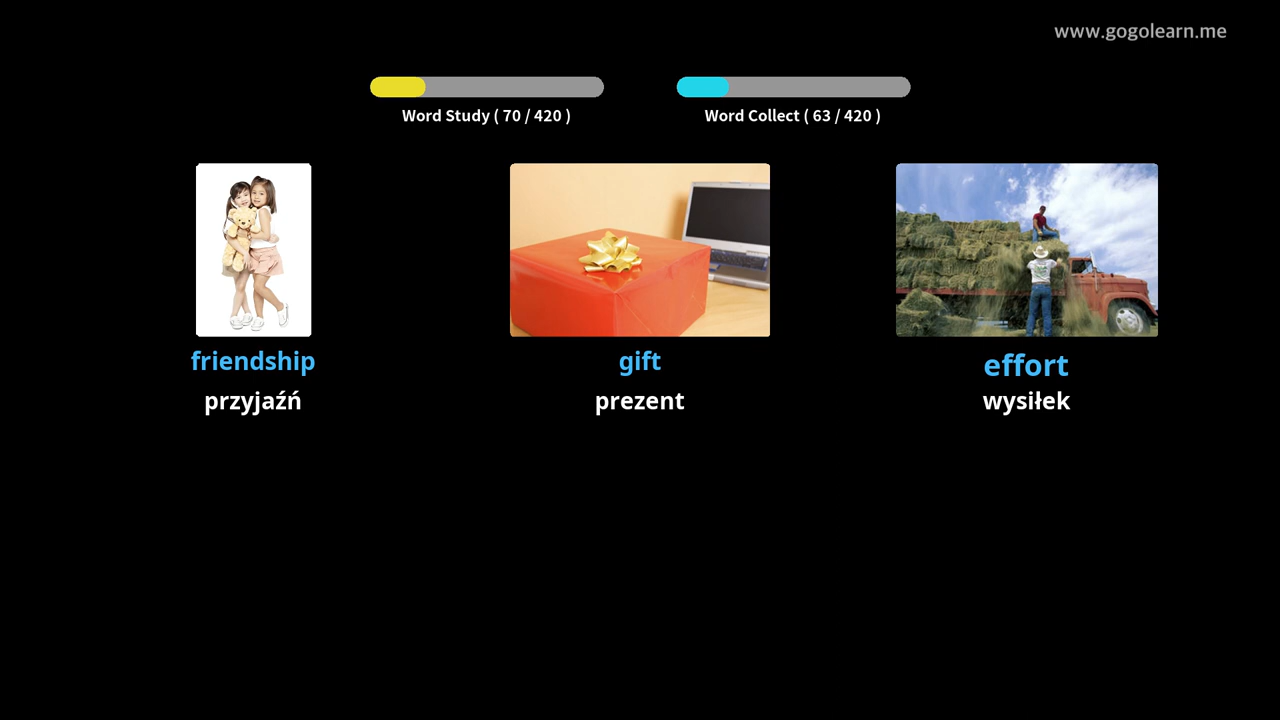 www.gogolearn.me
Word Study ( 70 / 420 )
Word Collect ( 63 / 420 )
friendship
przyjaźń
gift
prezent
effort
wysiłek